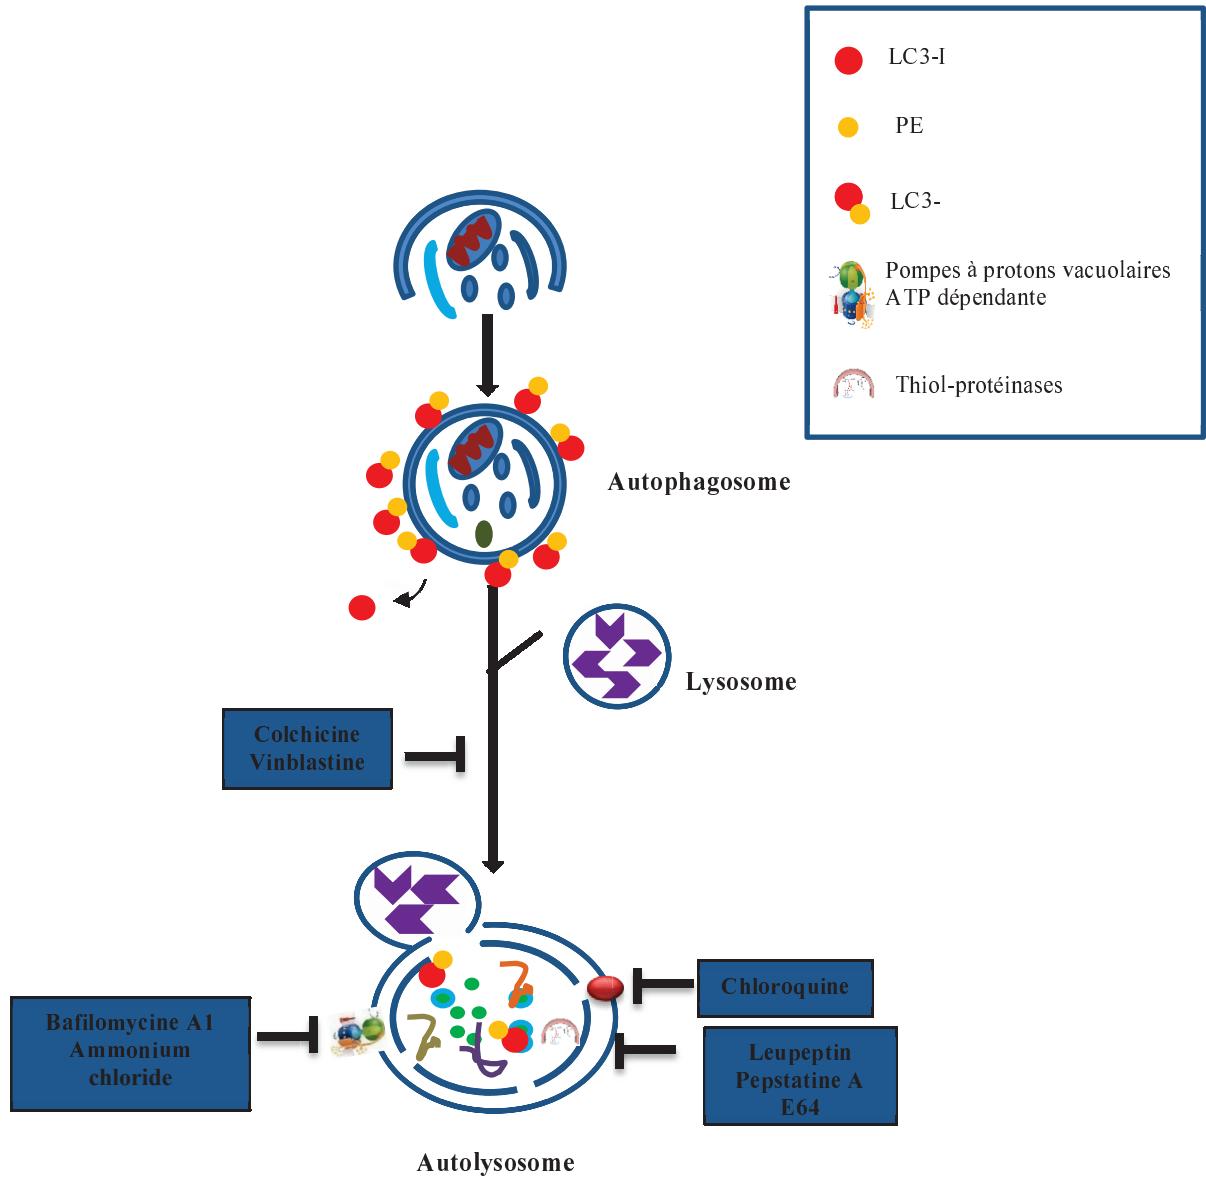 LC3-I
PE
LC3-
Pompes à protons vacuolaires
ATP dépendante
Thiol-protéinases
Autophagosome
Lysosome
Colchicine
Vinblastine
Chloroquine
Bafilomycine A1
Ammonium
chloride
Leupeptin
Pepstatine A
E64
Autolysosome